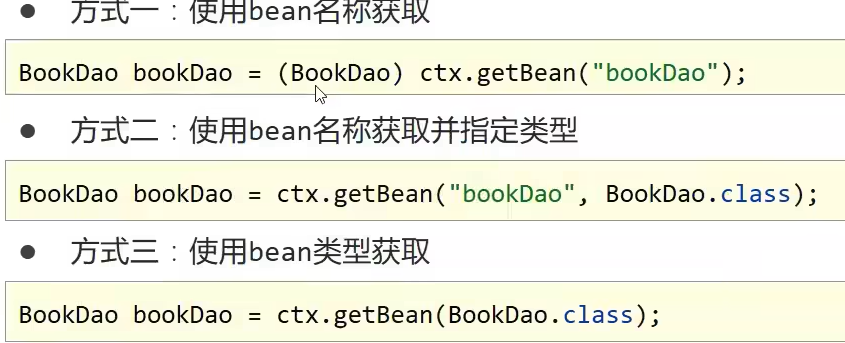 ● 方式一：使用bean名称获取
BookDao bookDao = (BookDao) ctx.getBean("bookDao");
● 方式二：使用bean名称获取并指定类型
BookDao bookDao = ctx.getBean("bookDao", BookDao.class);
● 方式三：使用bean类型获取
BookDao bookDao = ctx.getBean(BookDao.class);